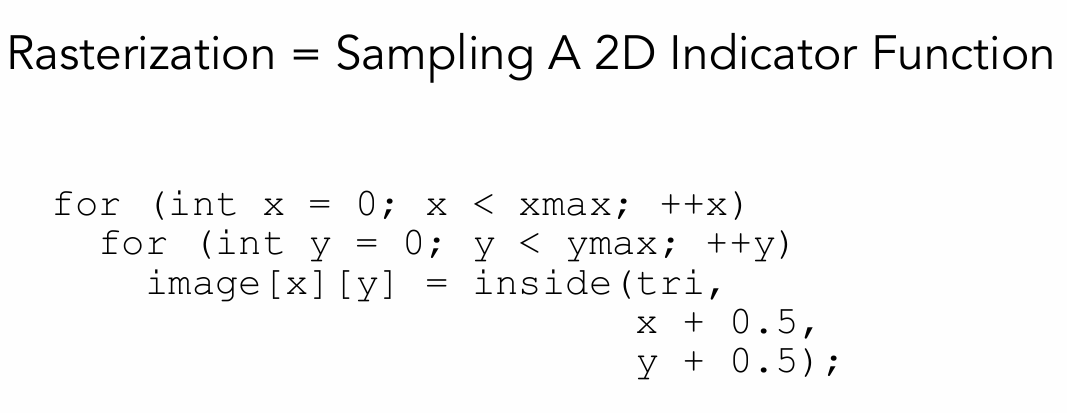 Rasterization = Sampling A 2D Indicator Function
for (int x = 0; x < xmax; ++x)
for (int y = 0; y < ymax; ++y)
image[x][y] = inside(tri,
x + 0.5,
y + 0.5);